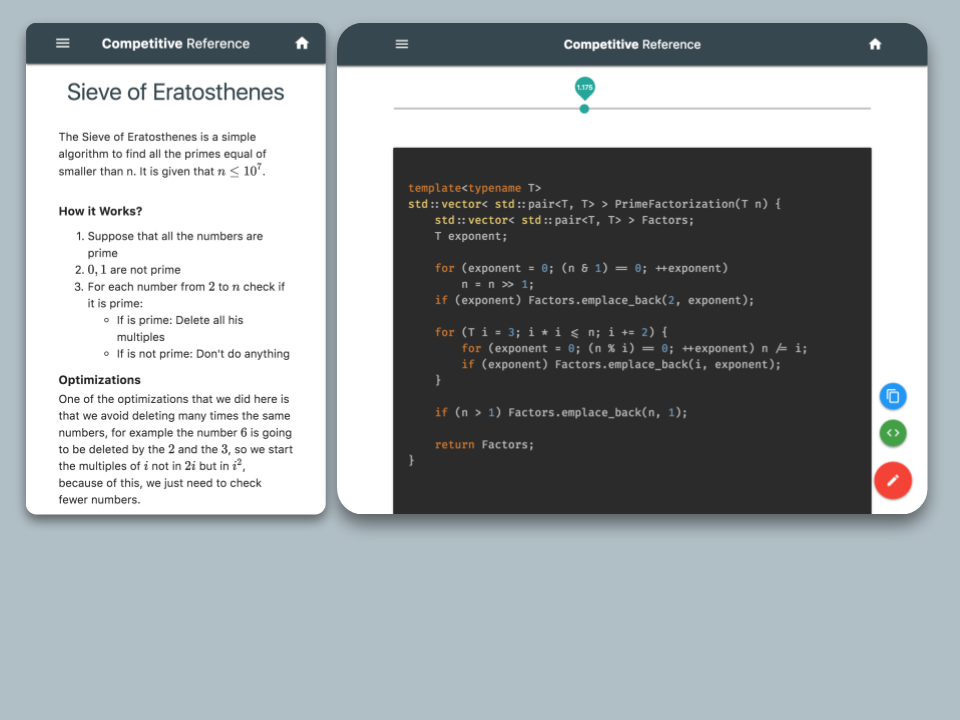 Competitive Reference
Sieve of Eratosthenes
The Sieve of Eratosthenes is a simple
algorithm to find all the primes equal of
smaller than n. It is given that n ≤ 10⁷.
How it Works?
1. Suppose that all the numbers are
prime
2. 0, 1 are not prime
3. For each number from 2 to n check if
it is prime:
◦ If is prime: Delete all his
multiples
◦ If is not prime: Don't do anything
Optimizations
One of the optimizations that we did here is
that we avoid deleting many times the same
numbers, for example the number 6 is going
to be deleted by the 2 and the 3, so we start
the multiples of i not in 2i but in i²,
because of this, we just need to check
fewer numbers.
Competitive Reference
1.175
template<typename T>
std::vector< std::pair<T, T> > PrimeFactorization(T n) {
    std::vector< std::pair<T, T> > Factors;
    T exponent;
    for (exponent = 0; (n & 1) == 0; ++exponent)
        n = n >> 1;
    if (exponent) Factors.emplace_back(2, exponent);
    for (T i = 3; i * i <= n; i += 2) {
        for (exponent = 0; (n % i) == 0; ++exponent) n /= i;
        if (exponent) Factors.emplace_back(i, exponent);
    }
    if (n > 1) Factors.emplace_back(n, 1);
    return Factors;
}